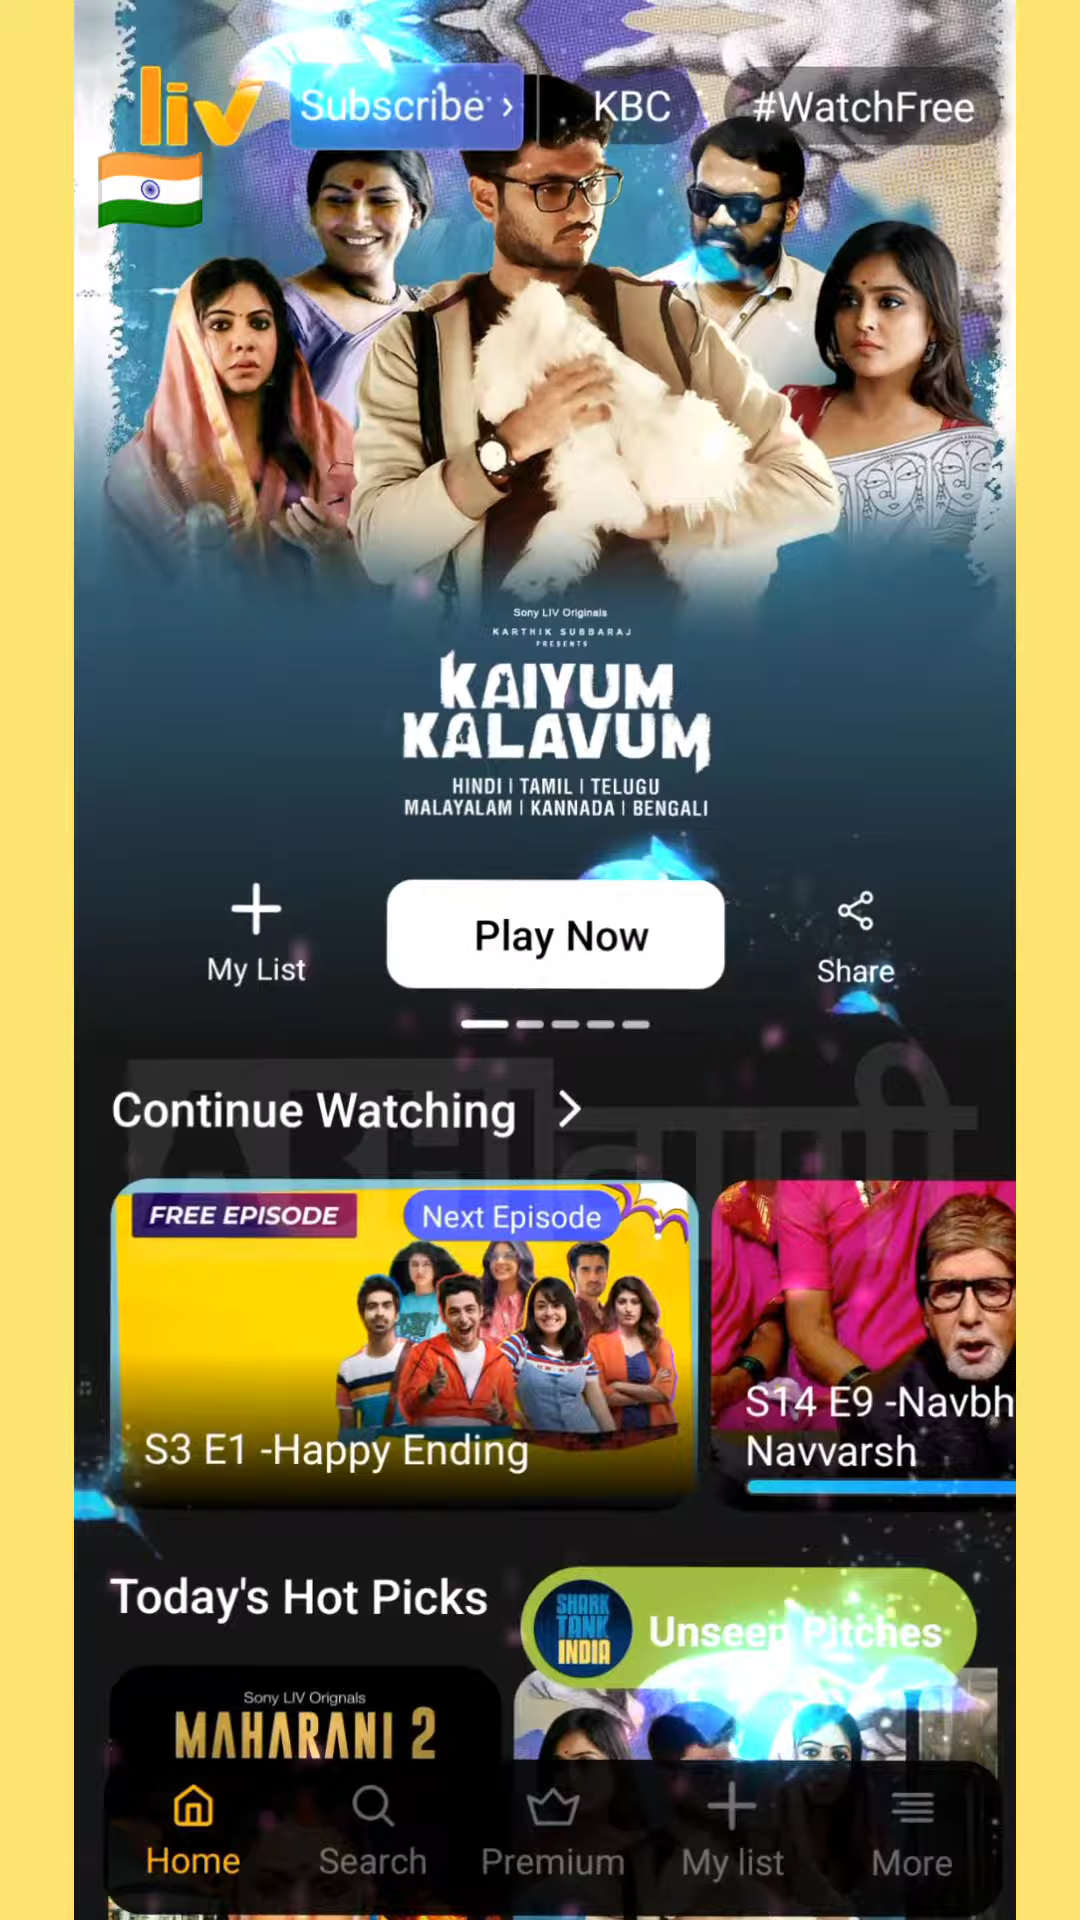 liv
Subscribe ›
KBC
#WatchFree
Sony LIV Originals
KARTHIK SUBBARAJ
PRESENTS
KAIYUM
KALAVUM
HINDI | TAMIL | TELUGU
MALAYALAM | KANNADA | BENGALI
My List
Play Now
Share
Continue Watching
FREE EPISODE
Next Episode
S3 E1 -Happy Ending
S14 E9 -Navbh
Navvarsh
Today's Hot Picks
SHARK
TANK
INDIA
Unseen Pitches
Sony LIV Orignals
MAHARANI 2
Home
Search
Premium
My list
More